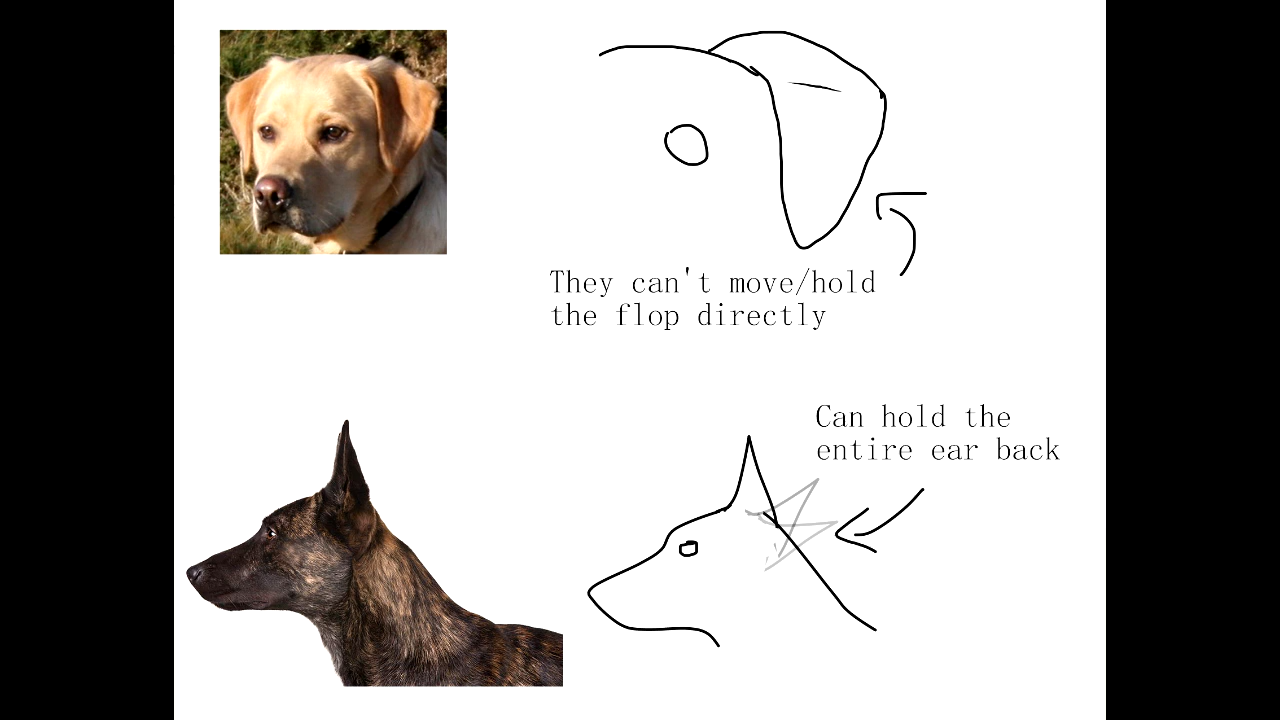 They can't move/hold
the flop directly
Can hold the
entire ear back